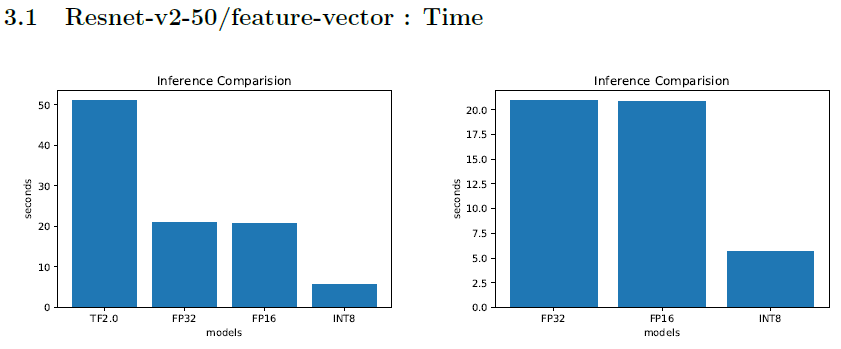 3.1 Resnet-v2-50/feature-vector : Time
Inference Comparision
50
40
30
20
10
0
seconds
TF2.0 FP32 FP16 INT8
models
Inference Comparision
20.0
17.5
15.0
12.5
10.0
7.5
5.0
2.5
0.0
seconds
FP32 FP16 INT8
models